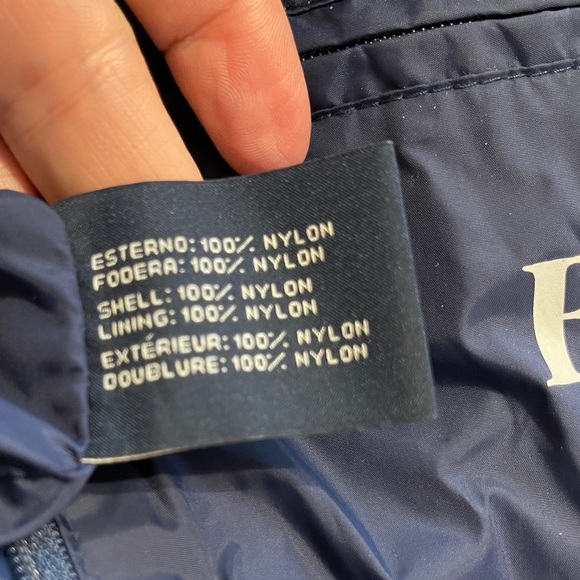 ESTERNO: 100% NYLON
FODERA: 100% NYLON
SHELL: 100% NYLON
LINING: 100% NYLON
EXTÉRIEUR: 100% NYLON
DOUBLURE: 100% NYLON